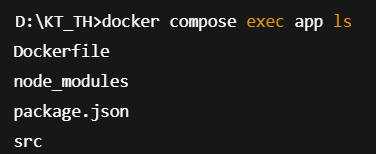 D:\KT_TH>docker compose exec app ls
Dockerfile
node_modules
package.json
src